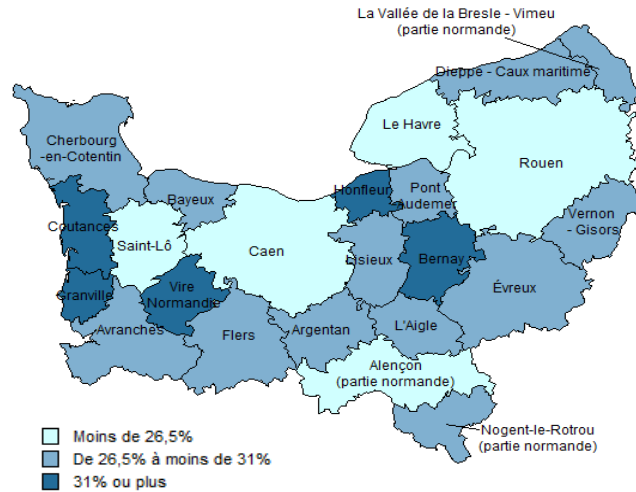 La Vallée de la Bresle - Vimeu
(partie normande)
Dieppe - Caux maritime
Le Havre
Cherbourg
-en-Cotentin
Rouen
Honfleur
Pont
Audemer
Bayeux
Vernon
- Gisors
Coutances
Saint-Lô
Caen
Lisieux
Bernay
Évreux
Vire
Normandie
Granville
Avranches
Flers
Argentan
L'Aigle
Alençon
(partie normande)
Nogent-le-Rotrou
(partie normande)
Moins de 26,5%
De 26,5% à moins de 31%
31% ou plus